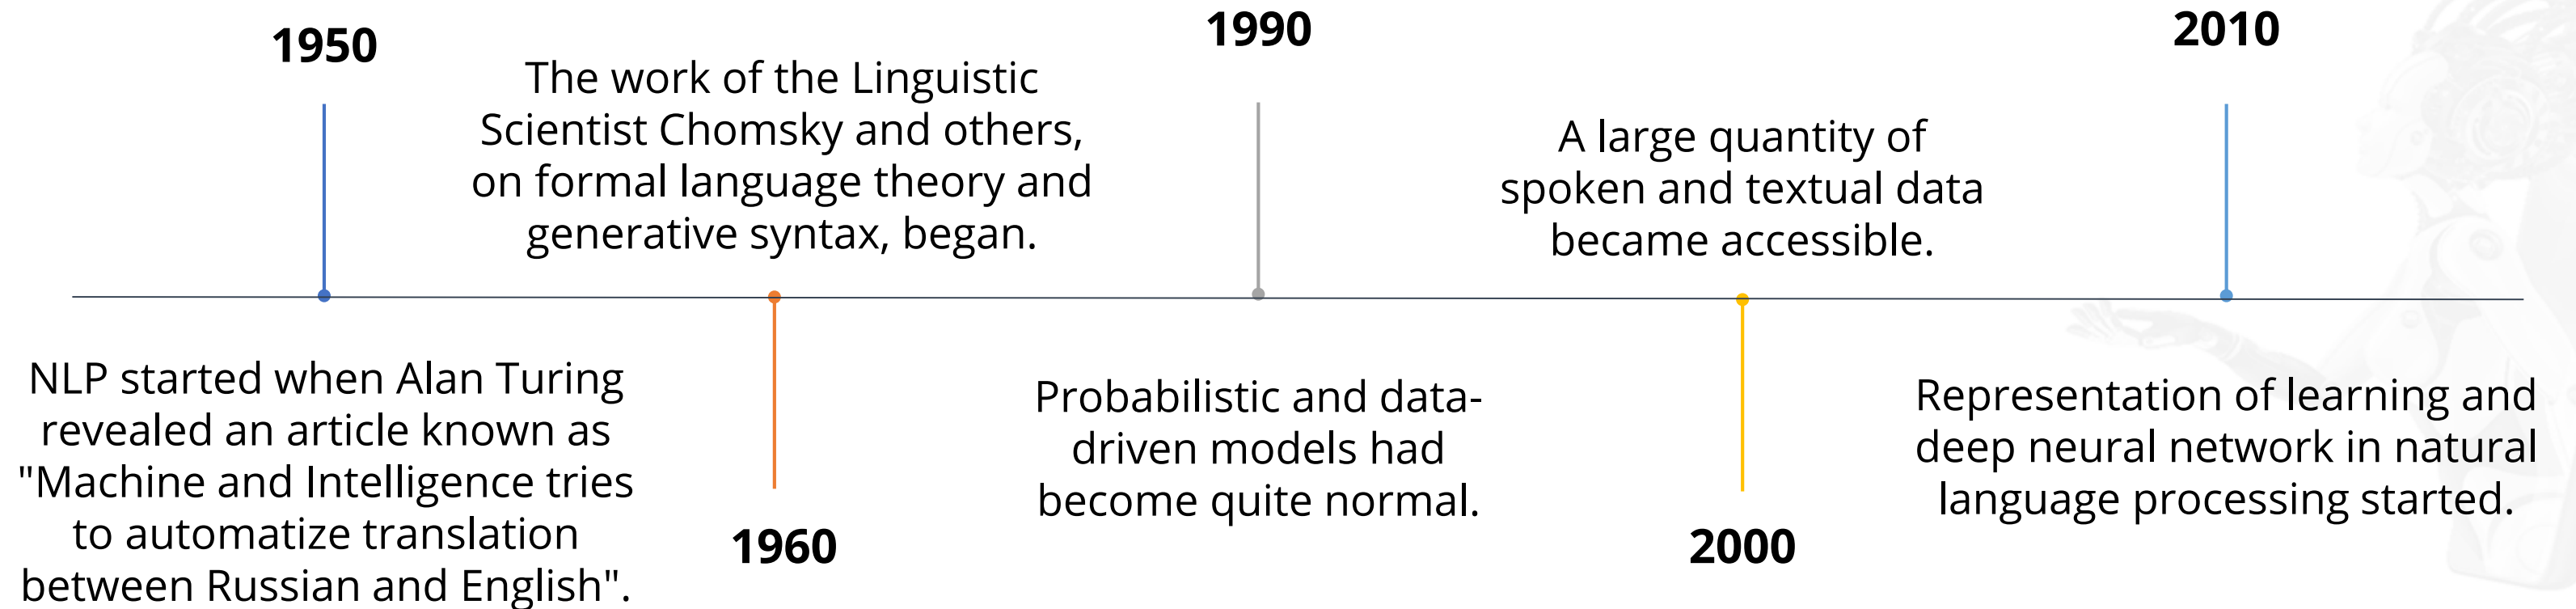 1950
NLP started when Alan Turing
revealed an article known as
"Machine and Intelligence tries
to automatize translation
between Russian and English".
The work of the Linguistic
Scientist Chomsky and others,
on formal language theory and
generative syntax, began.
1960
1990
Probabilistic and data-
driven models had
become quite normal.
A large quantity of
spoken and textual data
became accessible.
2000
2010
Representation of learning and
deep neural network in natural
language processing started.